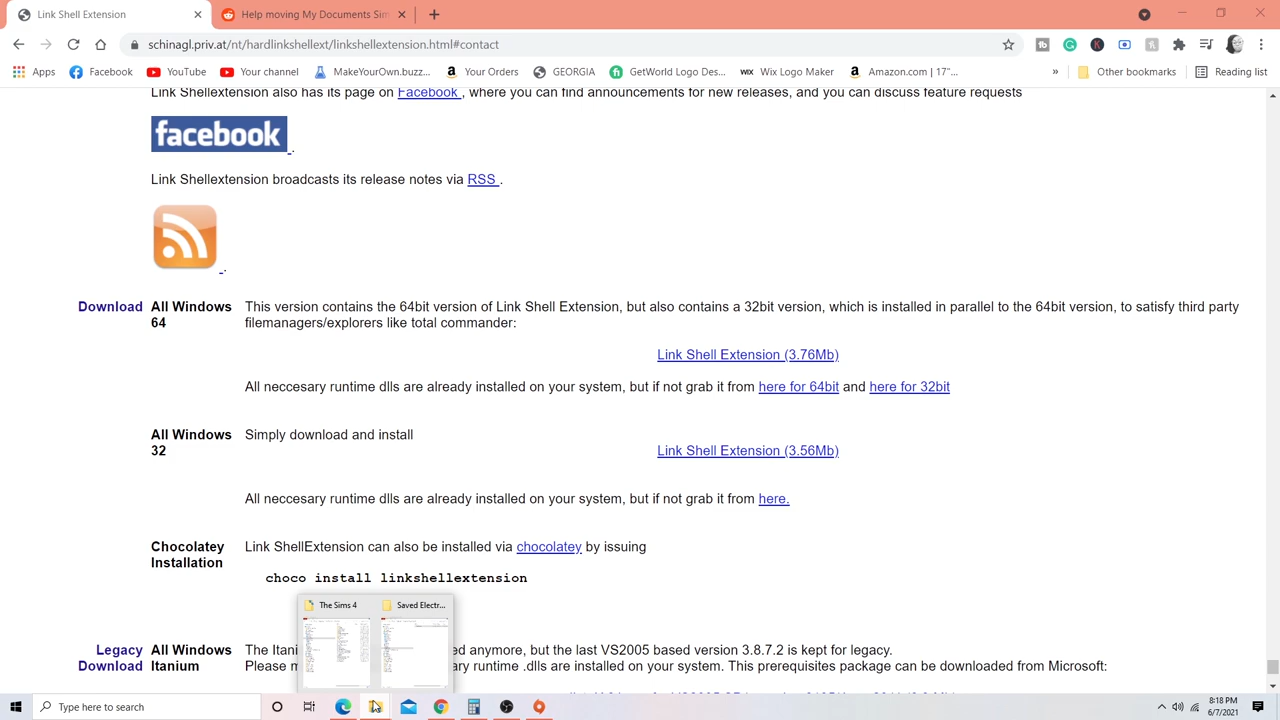 Link Shell Extension
Help moving My Documents Sim
schinagl.priv.at/nt/hardlinkshellext/linkshellextension.html#contact
Apps
Facebook
YouTube
Your channel
MakeYourOwn.buzz...
Your Orders
GEORGIA
GetWorld Logo Des...
WIX Wix Logo Maker
Amazon.com | 17"...
»
Other bookmarks
Reading list
Link Shellextension also has its page on Facebook , where you can find announcements for new releases, and you can discuss feature requests
facebook
.
Link Shellextension broadcasts its release notes via RSS .
.
Download All Windows This version contains the 64bit version of Link Shell Extension, but also contains a 32bit version, which is installed in parallel to the 64bit version, to satisfy third party
64 filemanagers/explorers like total commander:
Link Shell Extension (3.76Mb)
All neccesary runtime dlls are already installed on your system, but if not grab it from here for 64bit and here for 32bit
All Windows Simply download and install
32
Link Shell Extension (3.56Mb)
All neccesary runtime dlls are already installed on your system, but if not grab it from here.
Chocolatey Link ShellExtension can also be installed via chocolatey by issuing
Installation
choco install linkshellextension
The Sims 4
Saved Electr...
Legacy All Windows The Itani ed anymore, but the last VS2005 based version 3.8.7.2 is kept for legacy.
Download Itanium Please n ary runtime .dlls are installed on your system. This prerequisites package can be downloaded from Microsoft:
Type here to search
8:18 PM
6/7/2021